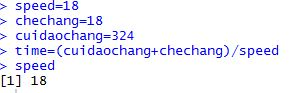 > speed=18
> chechang=18
> cuidaochang=324
> time=(cuidaochang+chechang)/speed
> speed
[1] 18